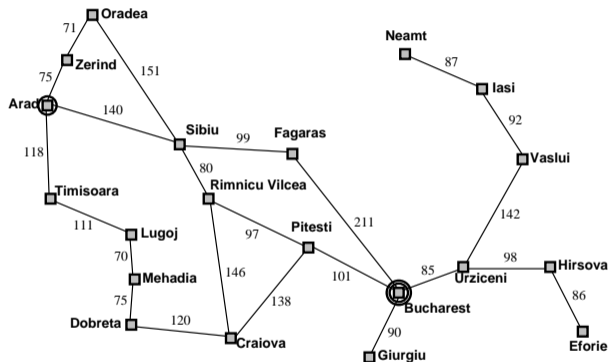 Oradea
71
Neamt
87
Zerind
75
151
Iasi
Arad
140
92
Sibiu
99
Fagaras
118
Vaslui
80
Timisoara
Rimnicu Vilcea
111
Lugoj
97
Pitesti
211
142
70
Mehadia
146
101
85
98
Hirsova
Urziceni
75
138
86
Bucharest
Dobreta
120
90
Craiova
Eforie
Giurgiu